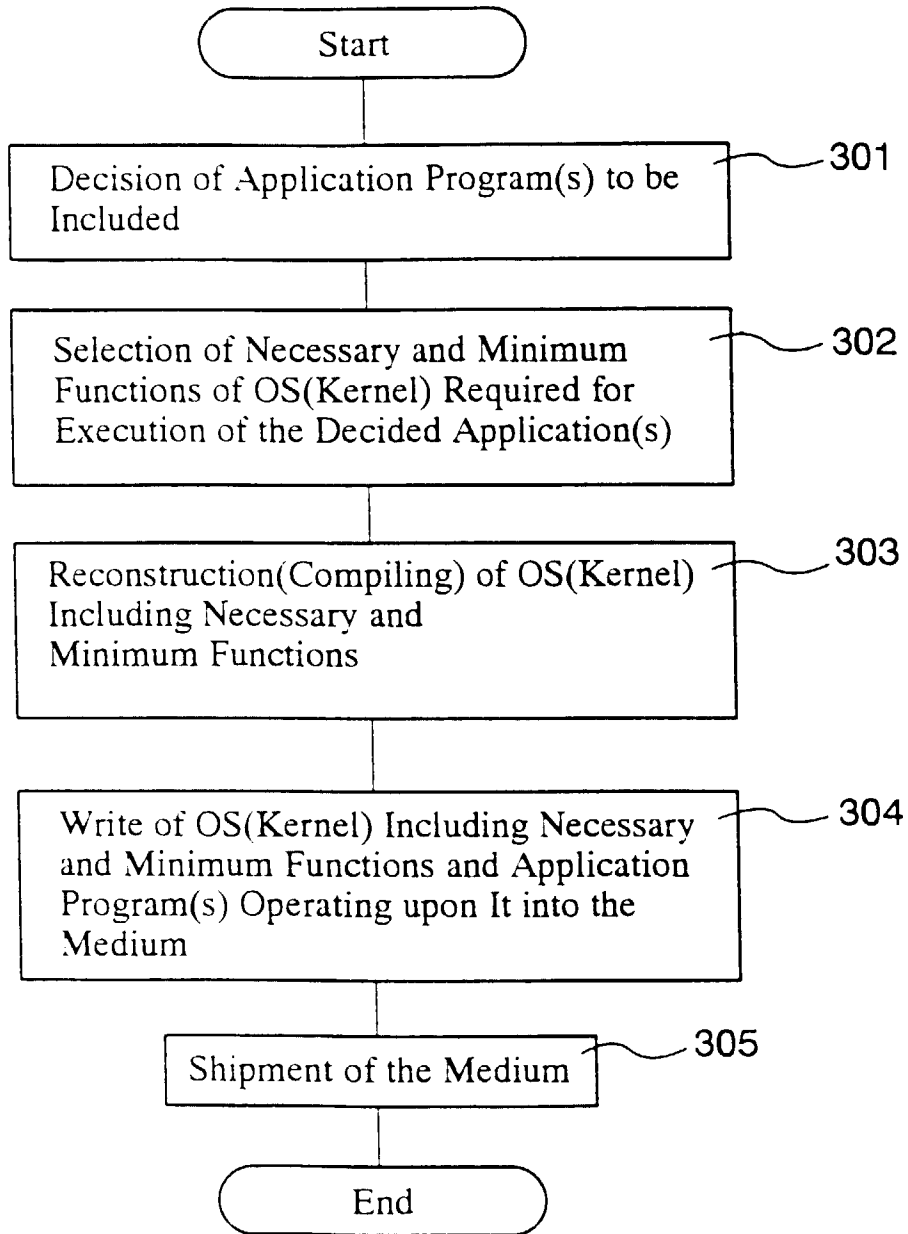 Start
Decision of Application Program(s) to be
Included
301
Selection of Necessary and Minimum
Functions of OS(Kernel) Required for
Execution of the Decided Application(s)
302
Reconstruction(Compiling) of OS(Kernel)
Including Necessary and
Minimum Functions
303
Write of OS(Kernel) Including Necessary
and Minimum Functions and Application
Program(s) Operating upon It into the
Medium
304
Shipment of the Medium
305
End